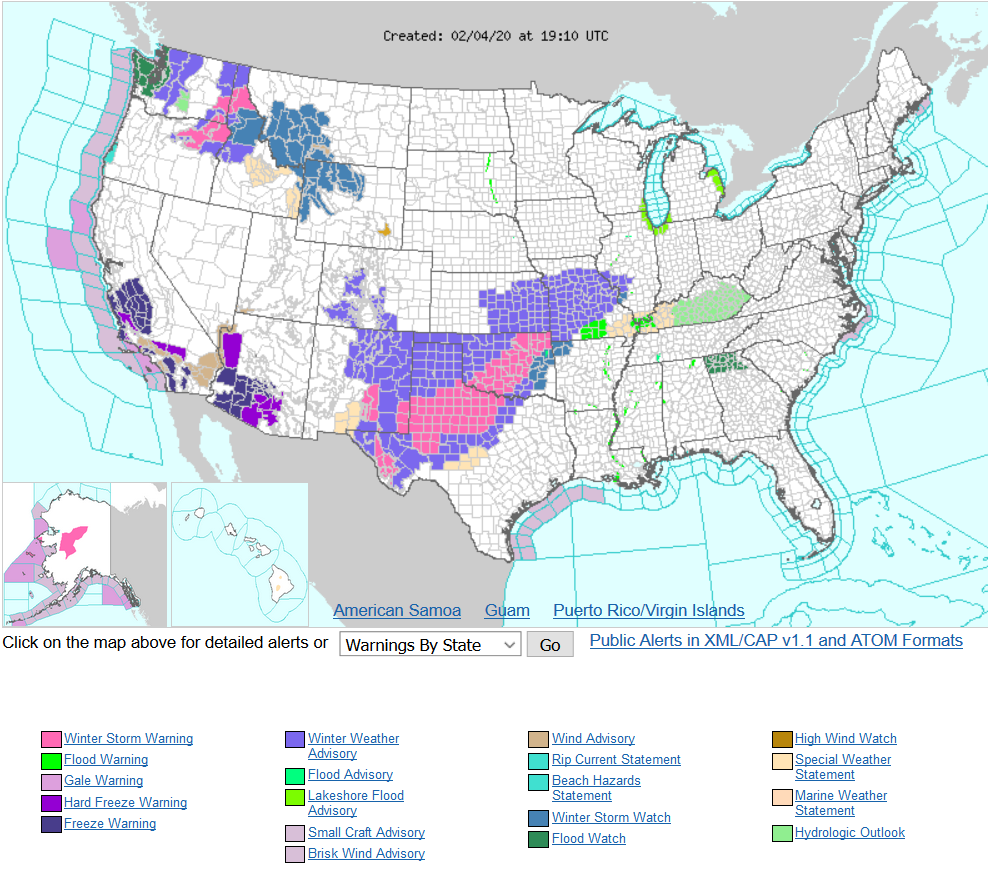 Created: 02/04/20 at 19:10 UTC
American Samoa Guam Puerto Rico/Virgin Islands
Click on the map above for detailed alerts or Warnings By State Go Public Alerts in XML/CAP v1.1 and ATOM Formats
Winter Storm Warning
Flood Warning
Gale Warning
Hard Freeze Warning
Freeze Warning
Winter Weather
Advisory
Flood Advisory
Lakeshore Flood
Advisory
Small Craft Advisory
Brisk Wind Advisory
Wind Advisory
Rip Current Statement
Beach Hazards
Statement
Winter Storm Watch
Flood Watch
High Wind Watch
Special Weather
Statement
Marine Weather
Statement
Hydrologic Outlook